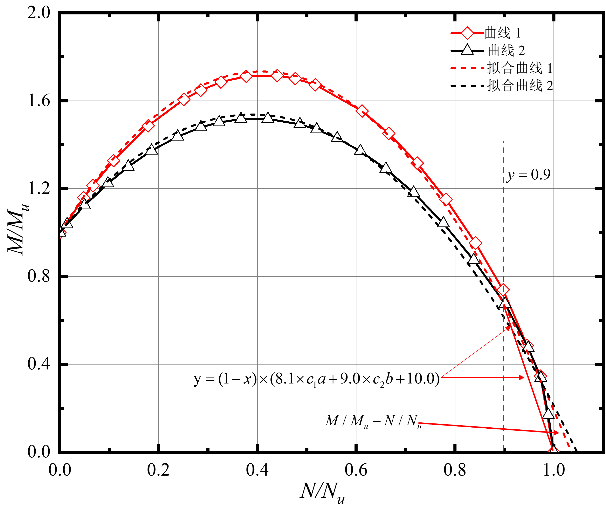 2.0
1.6
1.2
0.8
0.4
0.0
M/Mu
曲线 1
曲线 2
拟合曲线 1
拟合曲线 2
y = 0.9
y = (1−x)×(8.1×c1a+9.0×c2b+10.0)
M / Mu − N / Nu
0.0 0.2 0.4 0.6 0.8 1.0
N/Nu